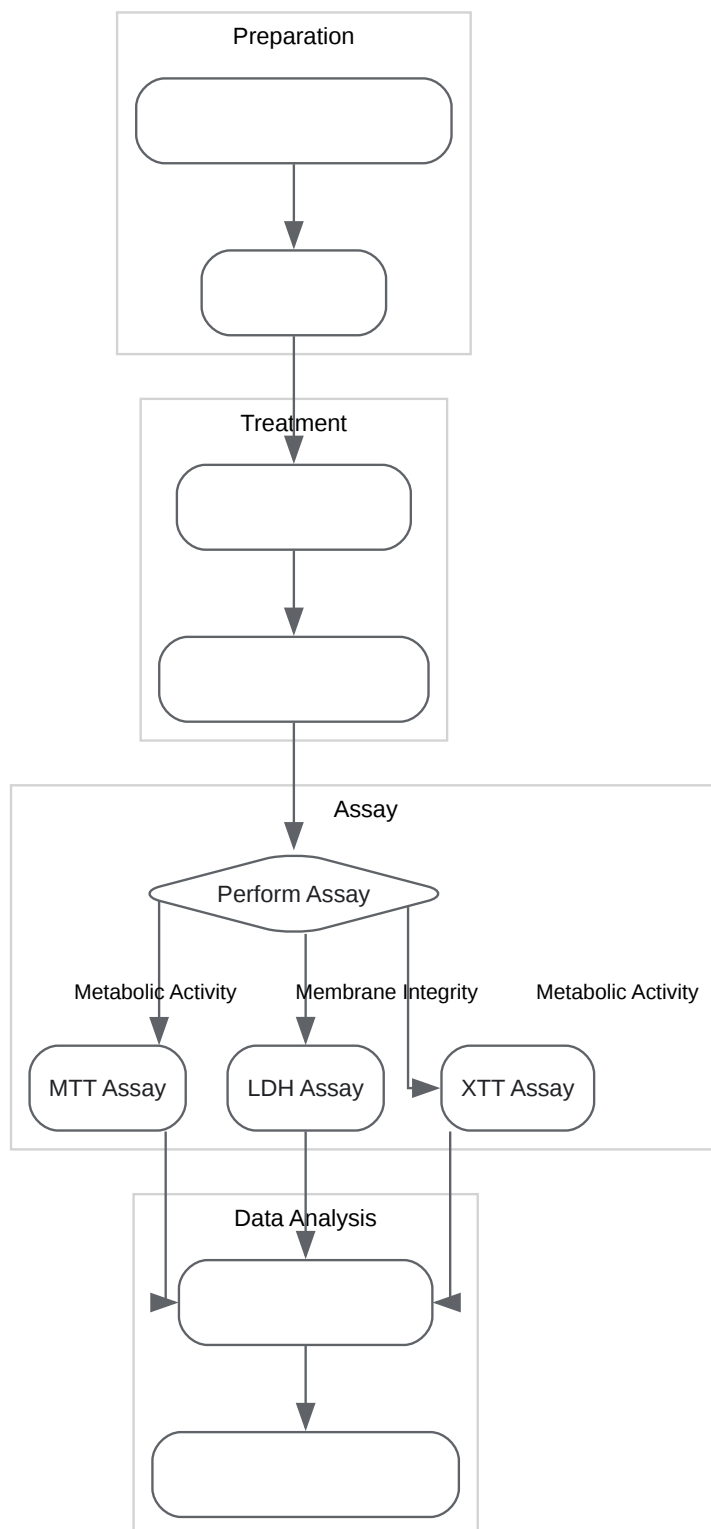 Preparation
Treatment
Assay
Perform Assay
Metabolic Activity
Membrane Integrity
Metabolic Activity
MTT Assay
LDH Assay
XTT Assay
Data Analysis